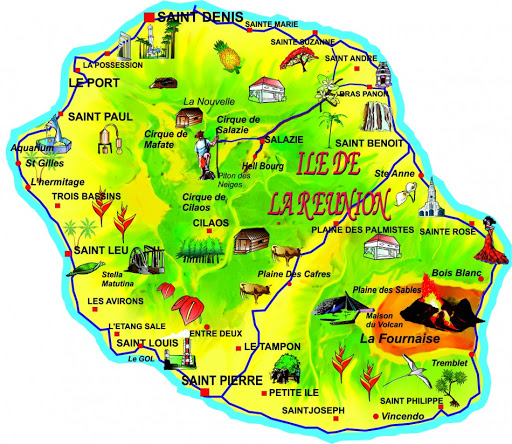 SAINT DENIS
SAINTE MARIE
SAINTE SUZANNE
SAINT ANDRE
LA POSSESSION
LE PORT
BRAS PANON
La Nouvelle
SAINT PAUL
Cirque de
Salazie
Cirque de
Mafate
SALAZIE
SAINT BENOIT
Aquarium
St Gilles
Hell Bourg
Piton des
Neiges
ILE DE
LA REUNION
Ste Anne
L'hermitage
TROIS BASSINS
Cirque de
Cilaos
CILAOS
PLAINE DES PALMISTES
SAINTE ROSE
SAINT LEU
Stella
Matutina
Plaine Des Cafres
Bois Blanc
Plaine des Sables
LES AVIRONS
Maison
du Volcan
L'ETANG SALE
ENTRE DEUX
La Fournaise
SAINT LOUIS
Le GOL
LE TAMPON
Tremblet
SAINT PIERRE
PETITE ILE
SAINT PHILIPPE
SAINTJOSEPH
Vincendo